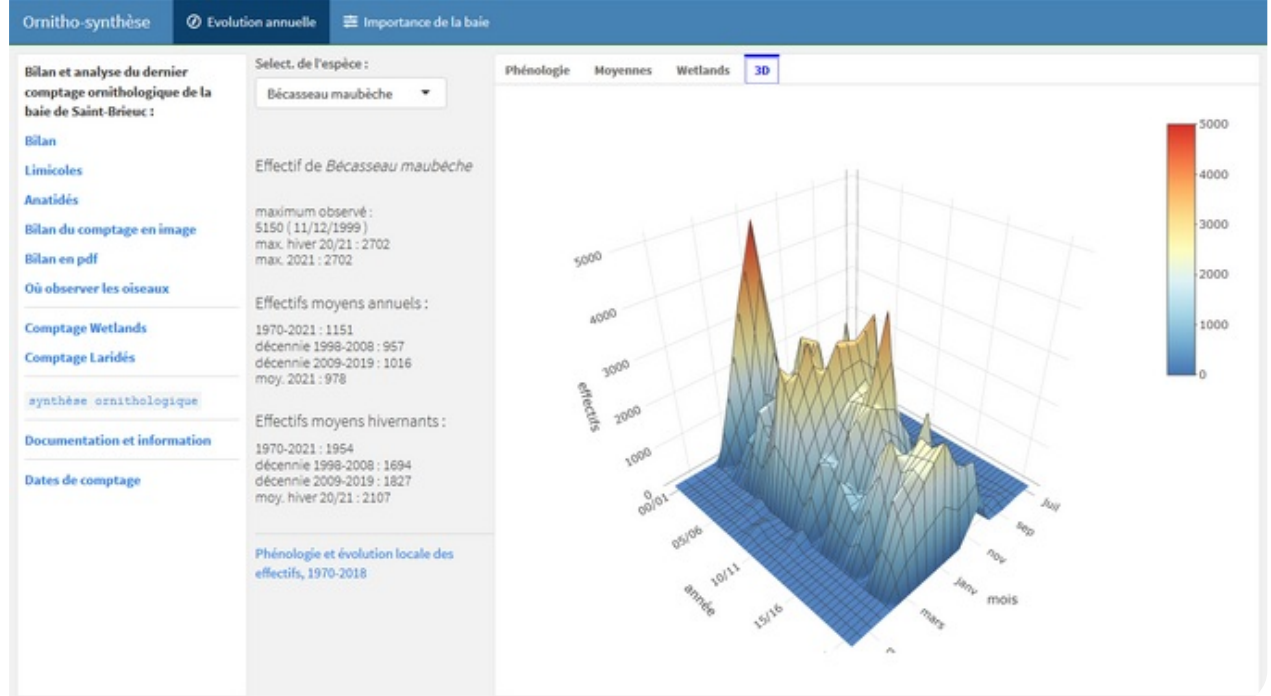 Ornitho-synthèse
Evolution annuelle
Importance de la baie
Bilan et analyse du dernier
comptage ornithologique de la
baie de Saint-Brieuc :
Bilan
Limicoles
Anatidés
Bilan du comptage en image
Bilan en pdf
Où observer les oiseaux
Comptage Wetlands
Comptage Laridés
synthèse ornithologique
Documentation et information
Dates de comptage
Select. de l'espèce :
Bécasseau maubèche
Effectif de Bécasseau maubèche
maximum observé :
5150 ( 11/12/1999 )
max. hiver 20/21 : 2702
max. 2021 : 2702
Effectifs moyens annuels :
1970-2021 : 1151
décennie 1998-2008 : 957
décennie 2009-2019 : 1016
moy. 2021 : 978
Effectifs moyens hivernants :
1970-2021 : 1954
décennie 1998-2008 : 1694
décennie 2009-2019 : 1827
moy. hiver 20/21 : 2107
Phénologie et évolution locale des
effectifs, 1970-2018
Phénologie
Moyennes
Wetlands
3D
5000
4000
3000
2000
1000
0
effectifs
00/01
05/06
10/11
15/16
année
Juil
sep
nov
janv
mars
mois
5000
4000
3000
2000
1000
0